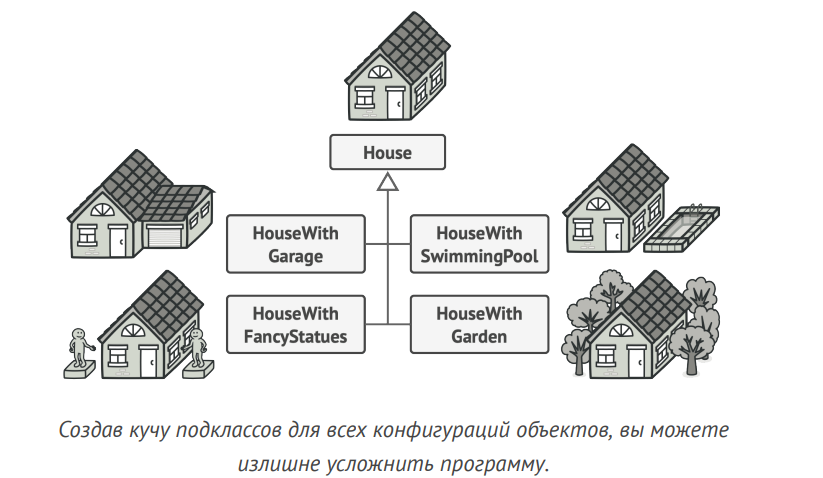 House
HouseWith
Garage
HouseWith
SwimmingPool
HouseWith
FancyStatues
HouseWith
Garden
Создав кучу подклассов для всех конфигураций объектов, вы можете
излишне усложнить программу.